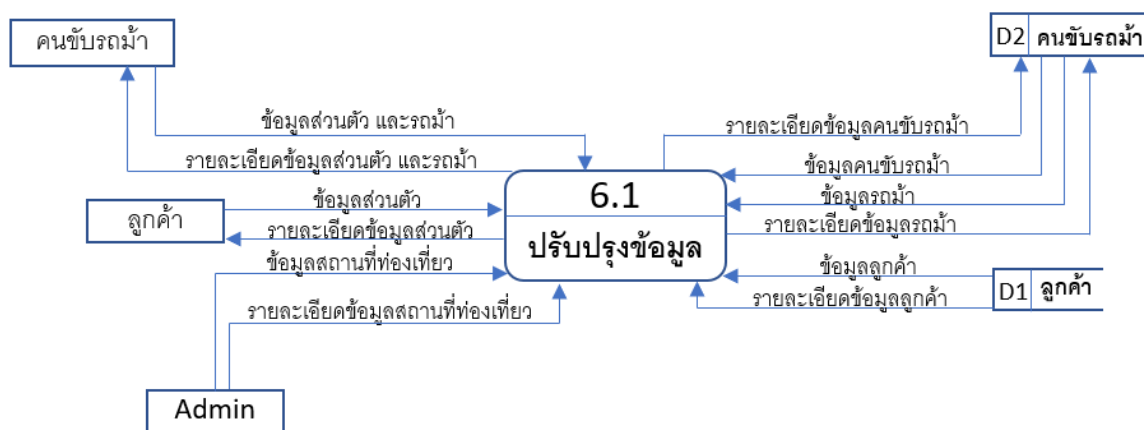 คนขับรถม้า
D2 คนขับรถม้า
ข้อมูลส่วนตัว และรถม้า
รายละเอียดข้อมูลคนขับรถม้า
รายละเอียดข้อมูลส่วนตัว และรถม้า
ข้อมูลคนขับรถม้า
6.1
ข้อมูลส่วนตัว
ข้อมูลรถม้า
ลูกค้า
รายละเอียดข้อมูลส่วนตัว
รายละเอียดข้อมูลรถม้า
ปรับปรุงข้อมูล
ข้อมูลสถานที่ท่องเที่ยว
ข้อมูลลูกค้า
D1 ลูกค้า
รายละเอียดข้อมูลลูกค้า
รายละเอียดข้อมูลสถานที่ท่องเที่ยว
Admin